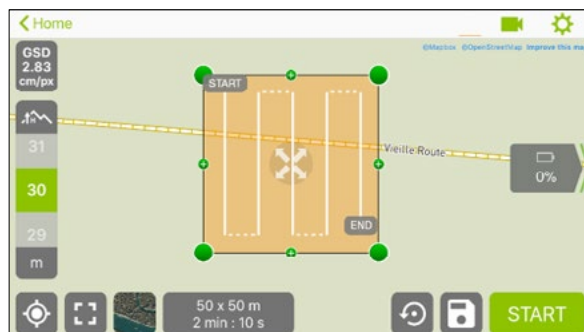 Home
©Mapbox ©OpenStreetMap Improve this ma
GSD
2.83
cm/px
START
31
30
29
m
Vieille Route
0%
END
50 x 50 m
2 min : 10 s
START